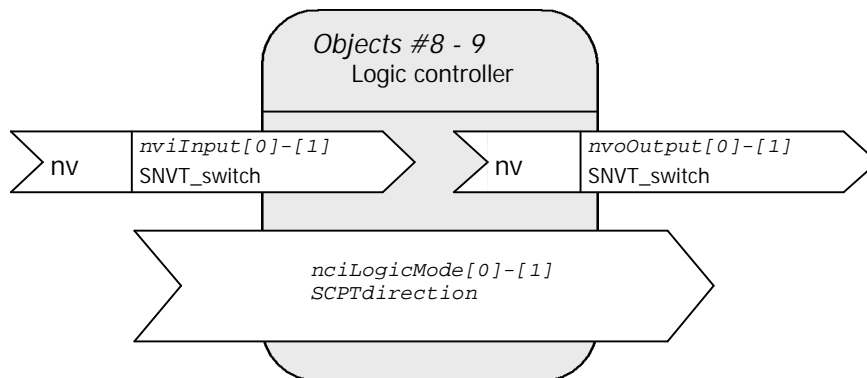 Objects #8 - 9
Logic controller
nv
nviInput[0]-[1]
SNVT_switch
nv
nvoOutput[0]-[1]
SNVT_switch
nciLogicMode[0]-[1]
SCPTdirection